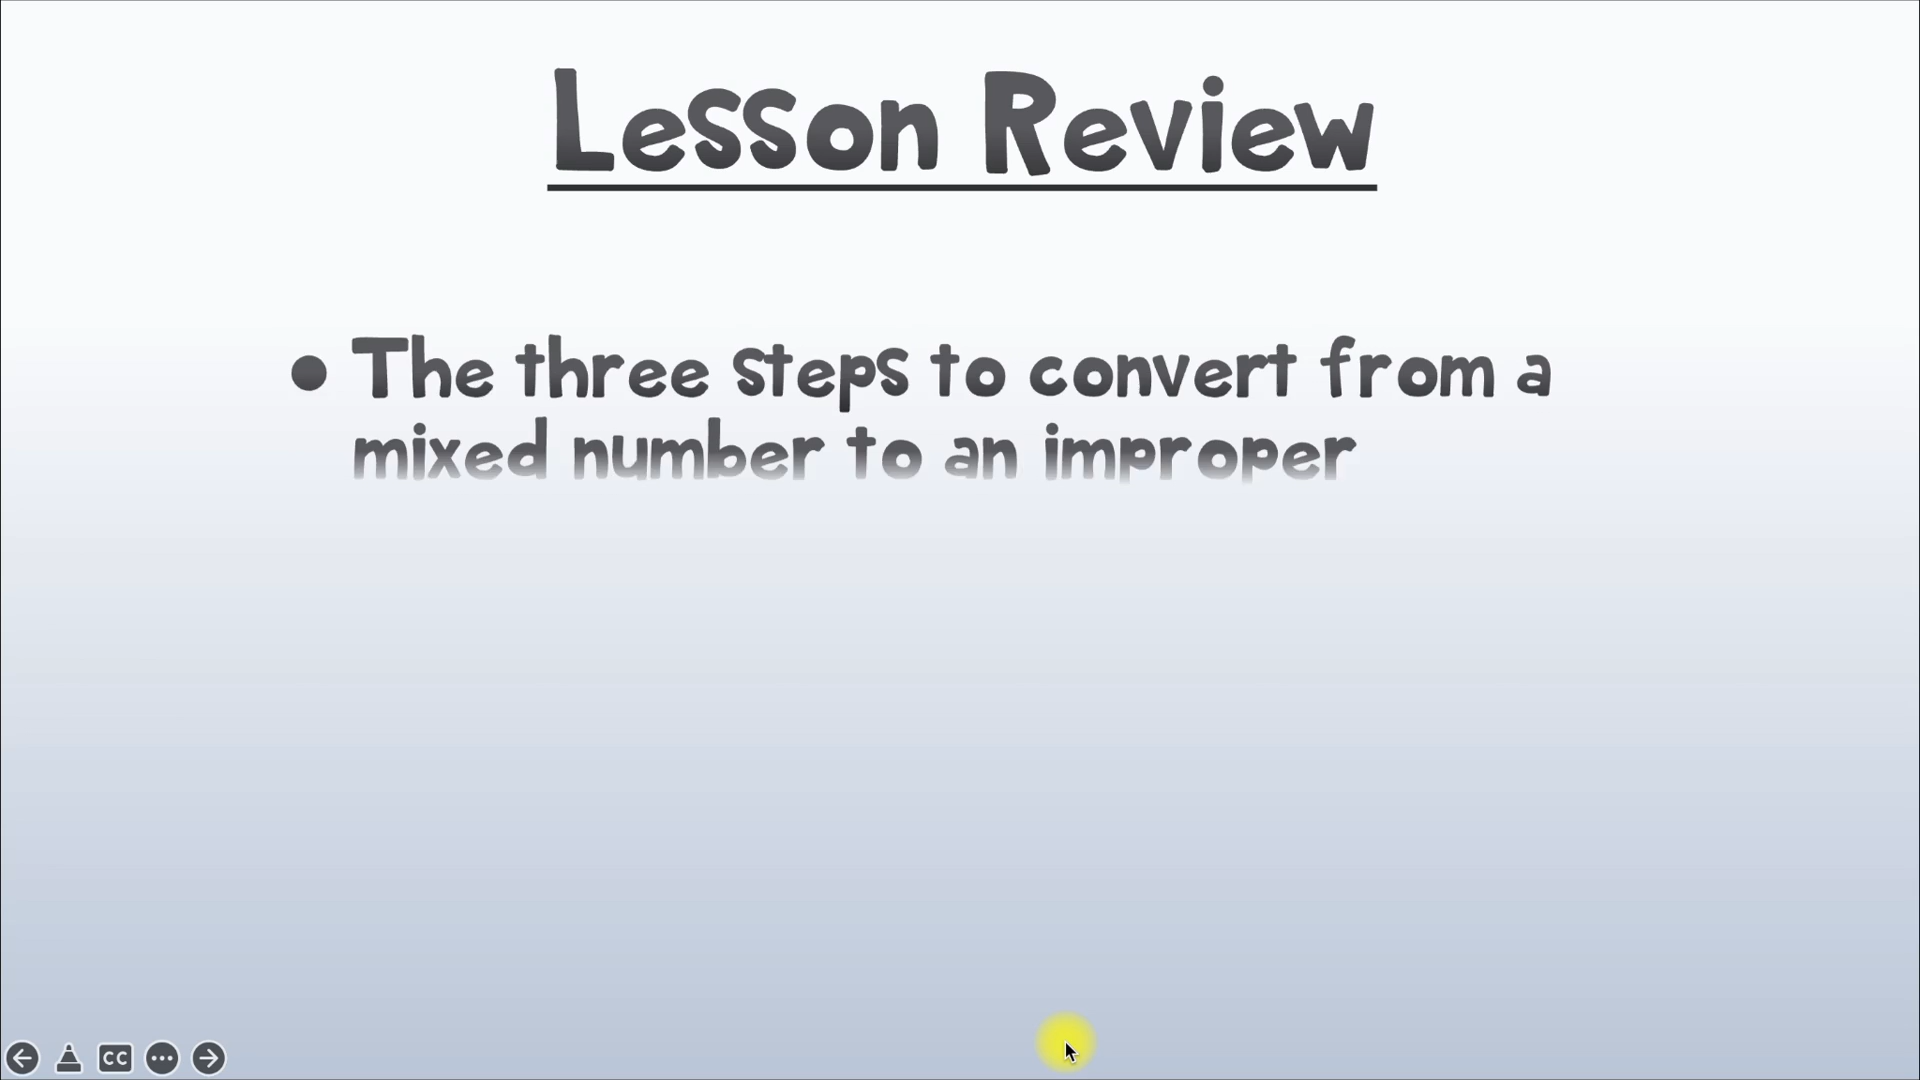 Lesson Review
• The three steps to convert from a
mixed number to an improper
CC